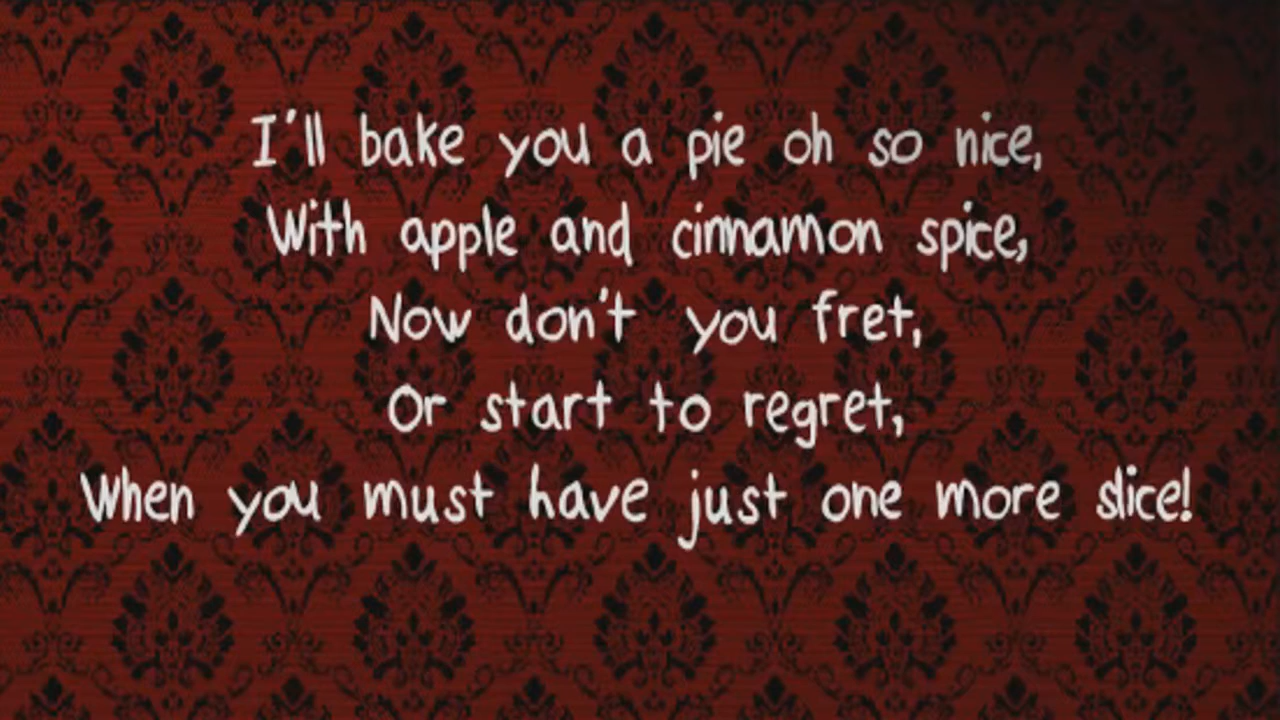 I'll bake you a pie oh so nice,
With apple and cinnamon spice,
Now don't you fret,
Or start to regret,
When you must have just one more slice!